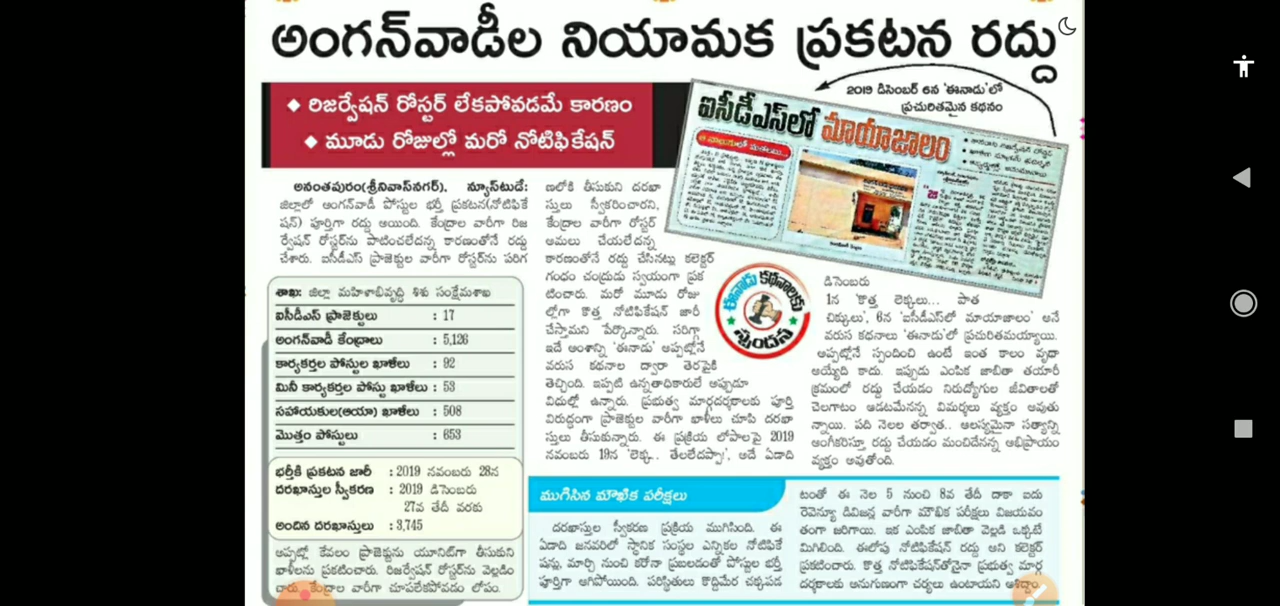 అంగన్‌వాడీల నియామక ప్రకటన రద్దు
◆ రిజర్వేషన్ రోస్టర్ లేకపోవడమే కారణం
◆ మూడు రోజుల్లో మరో నోటిఫికేషన్
2019 డిసెంబర్ 6న 'ఈనాడు'లో
ప్రచురితమైన కథనం
ఐసీడీఎస్‌లో మాయాజాలం
అనంతపురం(శ్రీనివాస్‌నగర్), న్యూస్‌టుడే:
జిల్లాలో అంగన్‌వాడీ పోస్టుల భర్తీ ప్రకటన(నోటిఫికే
షన్) పూర్తిగా రద్దు అయింది. కేంద్రాల వారీగా రిజ
ర్వేషన్ రోస్టర్‌ను పాటించలేదన్న కారణంతోనే రద్దు
చేశారు. ఐసీడీఎస్ ప్రాజెక్టుల వారీగా రోస్టర్‌ను పరిగ
శాఖ: జిల్లా మహిళాభివృద్ధి శిశు సంక్షేమశాఖ
ఐసీడీఎస్ ప్రాజెక్టులు : 17
అంగన్‌వాడీ కేంద్రాలు : 5,126
కార్యకర్తల పోస్టుల ఖాళీలు : 92
మినీ కార్యకర్తల పోస్టు ఖాళీలు : 53
సహాయకుల(ఆయా) ఖాళీలు : 508
మొత్తం పోస్టులు : 653
భర్తీకి ప్రకటన జారీ : 2019 నవంబరు 28న
దరఖాస్తుల స్వీకరణ : 2019 డిసెంబరు
27వ తేదీ వరకు
అందిన దరఖాస్తులు : 3,745
అప్పట్లో కేవలం ప్రాజెక్టును యూనిట్‌గా తీసుకుని
ఖాళీలను ప్రకటించారు. రిజర్వేషన్ రోస్టర్‌ను వెల్లడిం
చారు. కేంద్రాల వారీగా చూపలేకపోవడం లోపం.
ణలోకి తీసుకుని దరఖా
స్తులు స్వీకరించారని,
కేంద్రాల వారీగా రోస్టర్
అమలు చేయలేదన్న
కారణంతోనే రద్దు చేసినట్లు కలెక్టర్
గంధం చంద్రుడు స్వయంగా ప్రక
టించారు. మరో మూడు రోజు
ల్లోగా కొత్త నోటిఫికేషన్ జారీ
చేస్తామని పేర్కొన్నారు. సరిగ్గా
ఇదే అంశాన్ని 'ఈనాడు' అప్పట్లోనే
వరుస కథనాల ద్వారా తెరపైకి
తెచ్చింది. ఇప్పటి ఉన్నతాధికారులే అప్పుడూ
విధుల్లో ఉన్నారు. ప్రభుత్వ మార్గదర్శకాలకు పూర్తి
విరుద్ధంగా ప్రాజెక్టుల వారీగా ఖాళీలు చూపి దరఖా
స్తులు తీసుకున్నారు. ఈ ప్రక్రియ లోపాలపై 2019
నవంబరు 19న 'లెక్క.. తేలలేదప్పా!', అదే ఏడాది
ఈనాడు కథనాలకు
స్పందన
డిసెంబరు
1న 'కొత్త లెక్కలు... పాత
చిక్కులు', 6న 'ఐసీడీఎస్‌లో మాయాజాలం' అనే
వరుస కథనాలు 'ఈనాడు'లో ప్రచురితమయ్యాయి.
అప్పట్లోనే స్పందించి ఉంటే ఇంత కాలం వృథా
అయ్యేది కాదు. ఇప్పుడు ఎంపిక జాబితా తయారీ
క్రమంలో రద్దు చేయడం నిరుద్యోగుల జీవితాలతో
చెలగాటం ఆడటమేనన్న విమర్శలు వ్యక్తం అవుతు
న్నాయి. పది నెలల తర్వాత.. ఆలస్యమైనా సత్యాన్ని
అంగీకరిస్తూ రద్దు చేయడం మంచిదేనన్న అభిప్రాయం
వ్యక్తం అవుతోంది.
ముగిసిన మౌఖిక పరీక్షలు
దరఖాస్తుల స్వీకరణ ప్రక్రియ ముగిసింది. ఈ
ఏడాది జనవరిలో స్థానిక సంస్థల ఎన్నికల నోటిఫికే
షన్లు, మార్చి నుంచి కరోనా ప్రబలడంతో పోస్టుల భర్తీ
పూర్తిగా ఆగిపోయింది. పరిస్థితులు కొద్దిమేర చక్కపడ
టంతో ఈ నెల 5 నుంచి 8వ తేదీ దాకా ఐదు
రెవెన్యూ డివిజన్ల వారీగా మౌఖిక పరీక్షలు విజయవం
తంగా జరిగాయి. ఇక ఎంపిక జాబితా వెల్లడి ఒక్కటే
మిగిలింది. ఈలోపు నోటిఫికేషన్ రద్దు అని కలెక్టర్
ప్రకటించారు. కొత్త నోటిఫికేషన్‌తోనైనా ప్రభుత్వ మార్గ
దర్శకాలకు అనుగుణంగా చర్యలు ఉంటాయని ఆశిద్దాం.